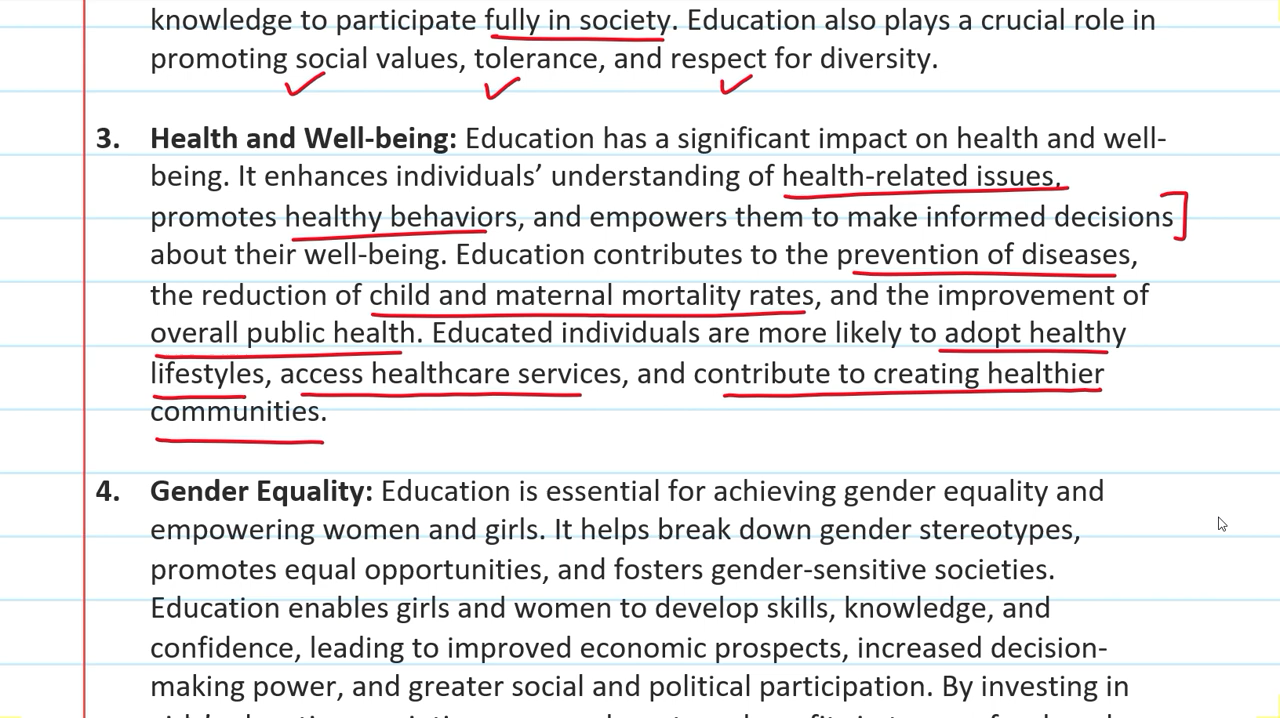 knowledge to participate fully in society. Education also plays a crucial role in
promoting social values, tolerance, and respect for diversity.
3. Health and Well-being: Education has a significant impact on health and well-
being. It enhances individuals’ understanding of health-related issues,
promotes healthy behaviors, and empowers them to make informed decisions
about their well-being. Education contributes to the prevention of diseases,
the reduction of child and maternal mortality rates, and the improvement of
overall public health. Educated individuals are more likely to adopt healthy
lifestyles, access healthcare services, and contribute to creating healthier
communities.
4. Gender Equality: Education is essential for achieving gender equality and
empowering women and girls. It helps break down gender stereotypes,
promotes equal opportunities, and fosters gender-sensitive societies.
Education enables girls and women to develop skills, knowledge, and
confidence, leading to improved economic prospects, increased decision-
making power, and greater social and political participation. By investing in